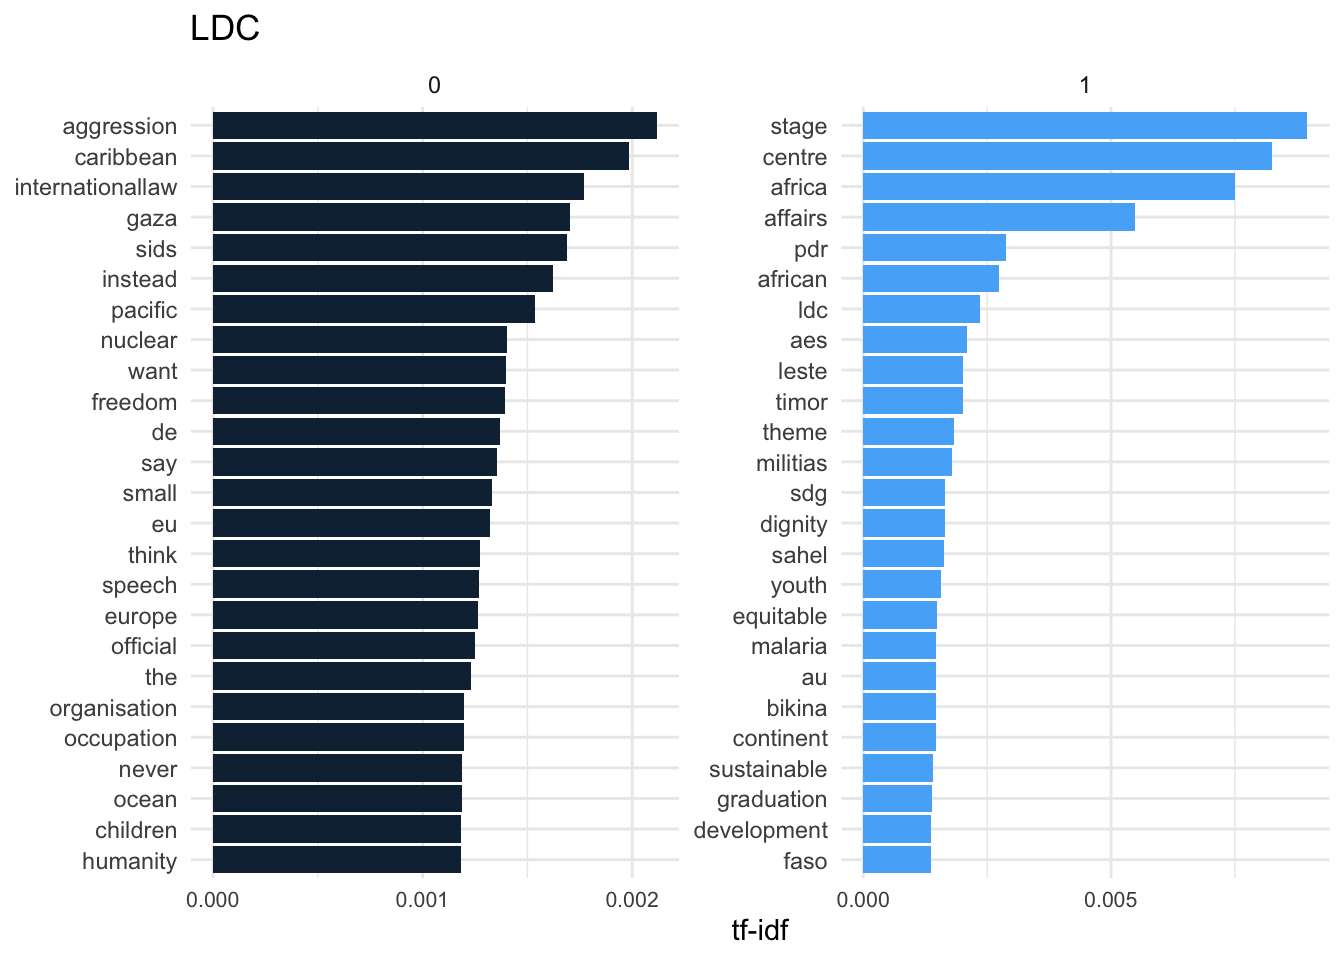 LDC
0
aggression
caribbean
internationallaw
gaza
sids
instead
pacific
nuclear
want
freedom
de
say
small
eu
think
speech
europe
official
the
organisation
occupation
never
ocean
children
humanity
0.000 0.001 0.002
1
stage
centre
africa
affairs
pdr
african
ldc
aes
leste
timor
theme
militias
sdg
dignity
sahel
youth
equitable
malaria
au
bikina
continent
sustainable
graduation
development
faso
0.000 0.005
tf-idf